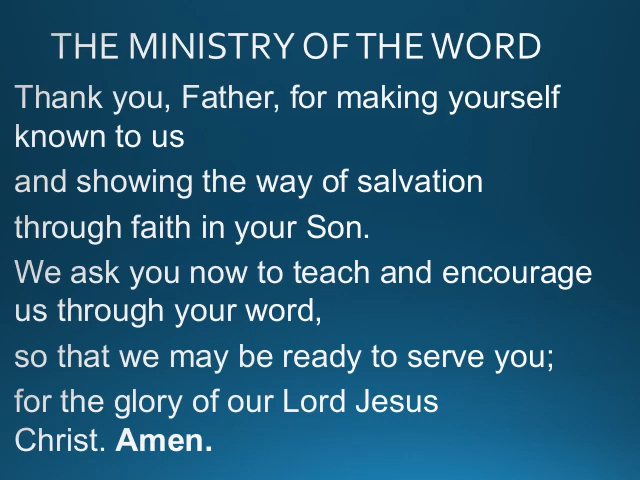 THE MINISTRY OF THE WORD
Thank you, Father, for making yourself
known to us
and showing the way of salvation
through faith in your Son.
We ask you now to teach and encourage
us through your word,
so that we may be ready to serve you;
for the glory of our Lord Jesus
Christ. Amen.